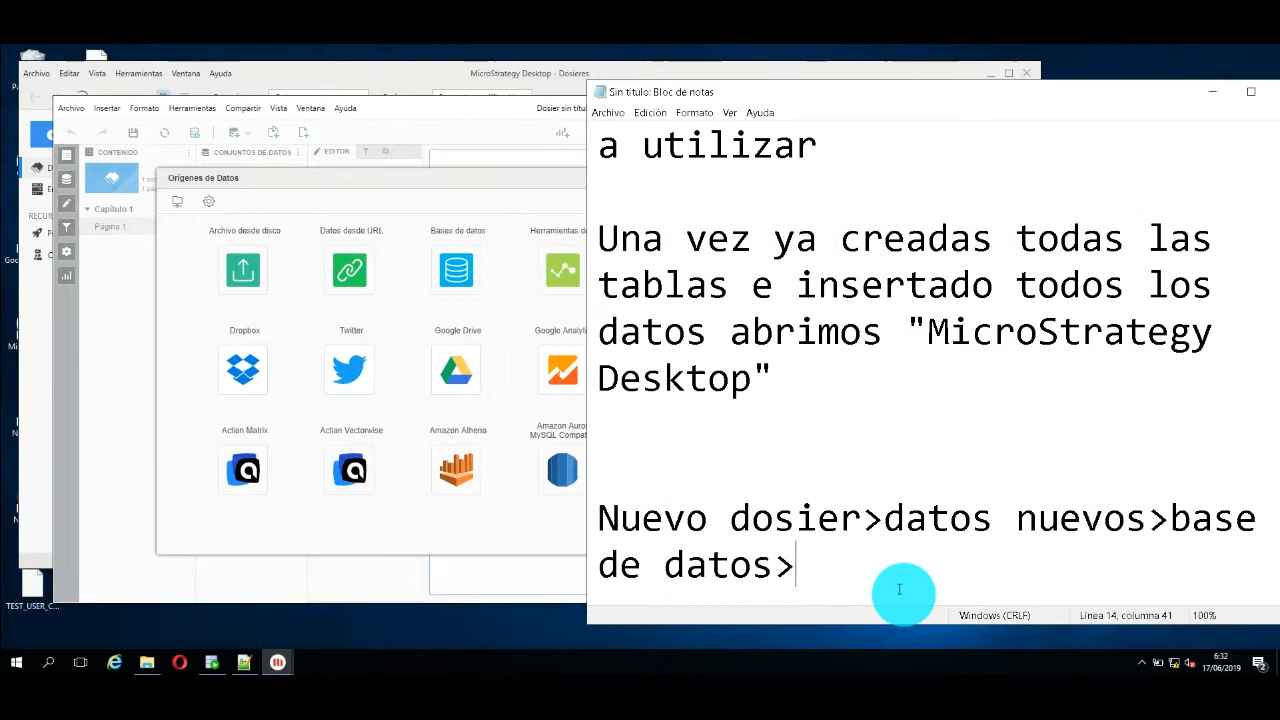 Archivo Editar Vista Herramientas Ventana Ayuda
MicroStrategy Desktop - Dosieres
Archivo Insertar Formato Herramientas Compartir Vista Ventana Ayuda
CONTENIDO
CONJUNTOS DE DATOS
EDITOR
Capítulo 1
Página 1
RECUR
Orígenes de Datos
Archivo desde disco
Datos desde URL
Bases de datos
Dropbox
Twitter
Google Drive
Actian Matrix
Actian Vectorwise
Amazon Athena
Sin título: Bloc de notas
Archivo Edición Formato Ver Ayuda
a utilizar
Una vez ya creadas todas las
tablas e insertado todos los
datos abrimos "MicroStrategy
Desktop"
Nuevo dosier>datos nuevos>base
de datos>
Windows (CRLF)
Línea 14, columna 41
100%
TEST_USER_C...
6:32
17/06/2019
2